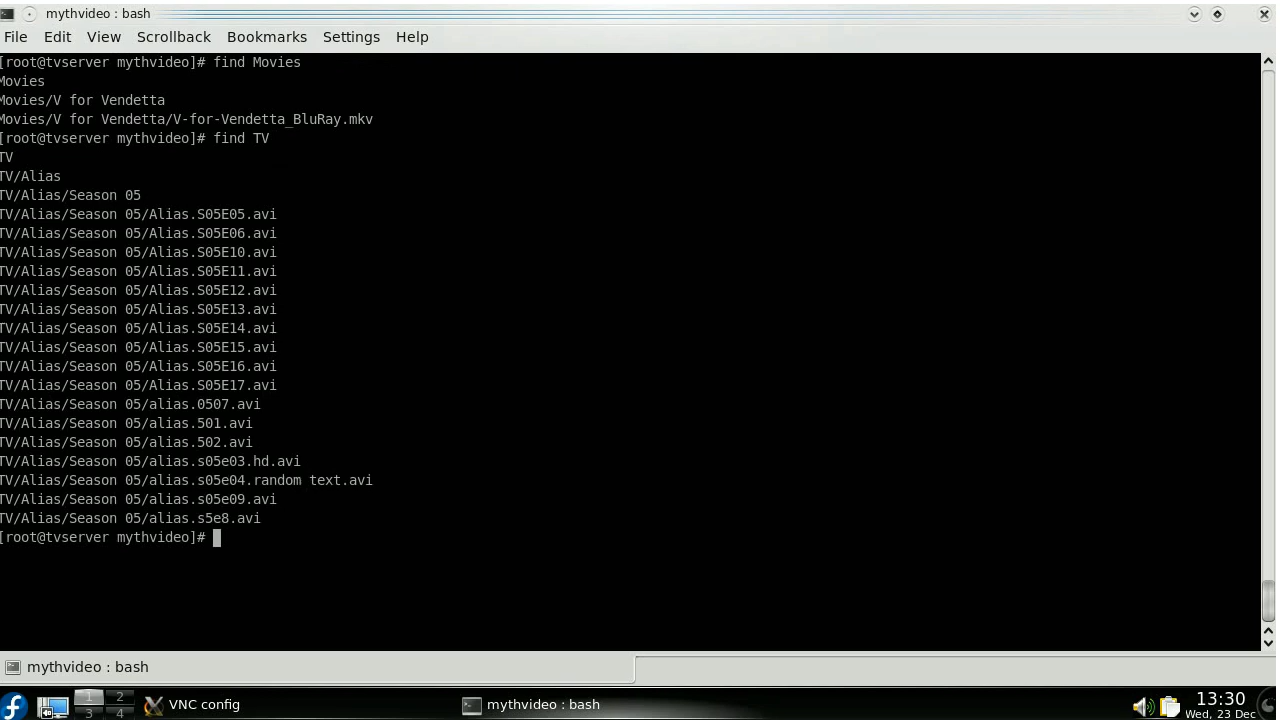 mythvideo : bash
File Edit View Scrollback Bookmarks Settings Help
[root@tvserver mythvideo]# find Movies
Movies
Movies/V for Vendetta
Movies/V for Vendetta/V-for-Vendetta_BluRay.mkv
[root@tvserver mythvideo]# find TV
TV
TV/Alias
TV/Alias/Season 05
TV/Alias/Season 05/Alias.S05E05.avi
TV/Alias/Season 05/Alias.S05E06.avi
TV/Alias/Season 05/Alias.S05E10.avi
TV/Alias/Season 05/Alias.S05E11.avi
TV/Alias/Season 05/Alias.S05E12.avi
TV/Alias/Season 05/Alias.S05E13.avi
TV/Alias/Season 05/Alias.S05E14.avi
TV/Alias/Season 05/Alias.S05E15.avi
TV/Alias/Season 05/Alias.S05E16.avi
TV/Alias/Season 05/Alias.S05E17.avi
TV/Alias/Season 05/alias.0507.avi
TV/Alias/Season 05/alias.501.avi
TV/Alias/Season 05/alias.502.avi
TV/Alias/Season 05/alias.s05e03.hd.avi
TV/Alias/Season 05/alias.s05e04.random text.avi
TV/Alias/Season 05/alias.s05e09.avi
TV/Alias/Season 05/alias.s5e8.avi
[root@tvserver mythvideo]#
mythvideo : bash
1 2
3 4
VNC config
mythvideo : bash
13:30
Wed, 23 Dec